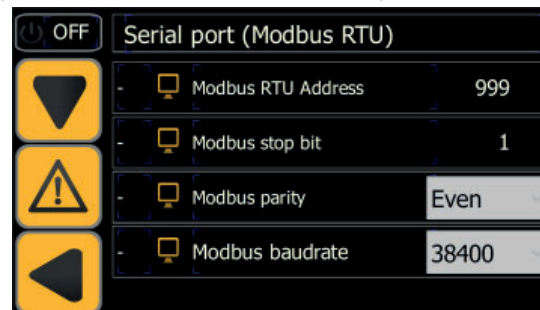 OFF
Serial port (Modbus RTU)
- Modbus RTU Address 999
- Modbus stop bit 1
- Modbus parity Even
- Modbus baudrate 38400